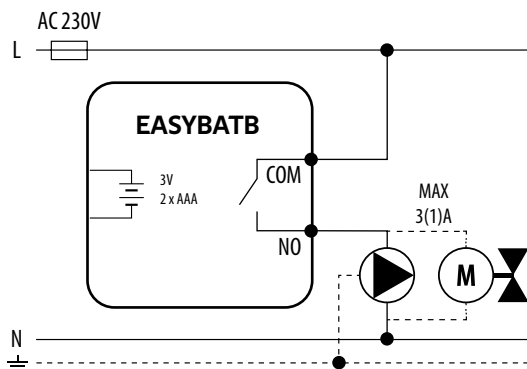 AC 230V
L
EASYBATB
3V
2 x AAA
COM
NO
MAX
3(1)A
M
N